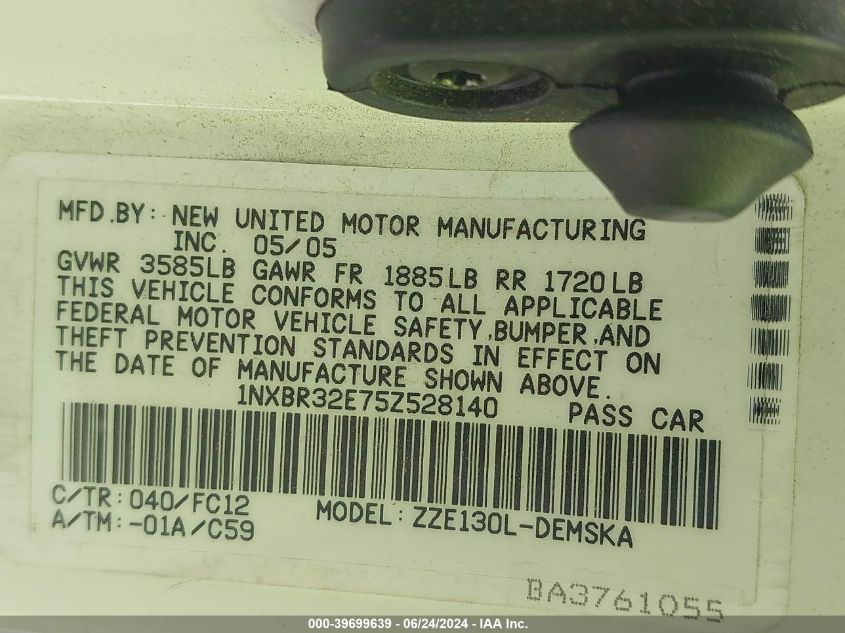 MFD.BY: NEW UNITED MOTOR MANUFACTURING
INC. 05/05
GVWR 3585LB GAWR FR 1885LB RR 1720LB
THIS VEHICLE CONFORMS TO ALL APPLICABLE
FEDERAL MOTOR VEHICLE SAFETY,BUMPER,AND
THEFT PREVENTION STANDARDS IN EFFECT ON
THE DATE OF MANUFACTURE SHOWN ABOVE.
1NXBR32E75Z528140 PASS CAR
C/TR:040/FC12
A/TM:-01A/C59
MODEL:ZZE130L-DEMSKA
BA3761055
000-39699639 - 06/24/2024 - IAA Inc.